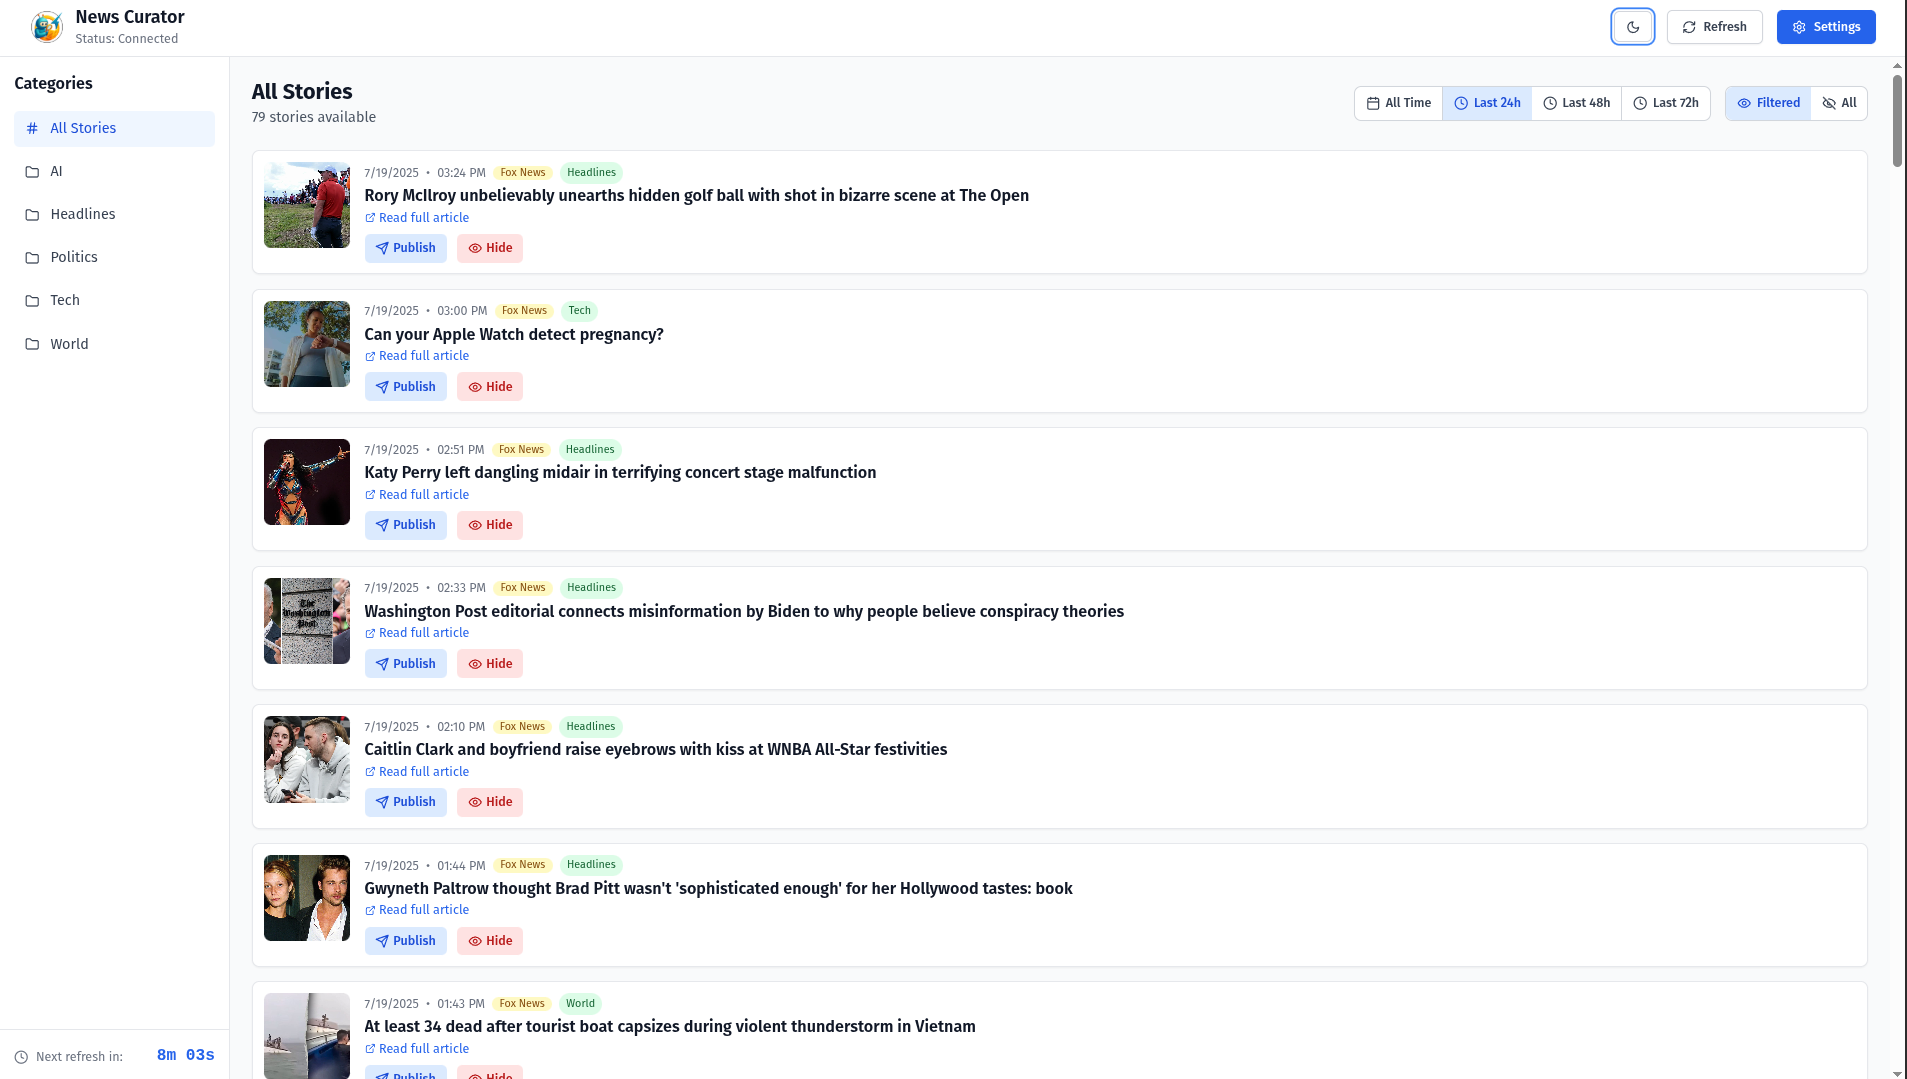 News Curator
Status: Connected
Refresh
Settings
Categories
# All Stories
AI
Headlines
Politics
Tech
World
Next refresh in: 8m 03s
All Stories
79 stories available
All Time
Last 24h
Last 48h
Last 72h
Filtered
All
7/19/2025 • 03:24 PM Fox News Headlines
Rory McIlroy unbelievably unearths hidden golf ball with shot in bizarre scene at The Open
Read full article
Publish Hide
7/19/2025 • 03:00 PM Fox News Tech
Can your Apple Watch detect pregnancy?
Read full article
Publish Hide
7/19/2025 • 02:51 PM Fox News Headlines
Katy Perry left dangling midair in terrifying concert stage malfunction
Read full article
Publish Hide
The
Washington
Post
7/19/2025 • 02:33 PM Fox News Headlines
Washington Post editorial connects misinformation by Biden to why people believe conspiracy theories
Read full article
Publish Hide
7/19/2025 • 02:10 PM Fox News Headlines
Caitlin Clark and boyfriend raise eyebrows with kiss at WNBA All-Star festivities
Read full article
Publish Hide
7/19/2025 • 01:44 PM Fox News Headlines
Gwyneth Paltrow thought Brad Pitt wasn't 'sophisticated enough' for her Hollywood tastes: book
Read full article
Publish Hide
7/19/2025 • 01:43 PM Fox News World
At least 34 dead after tourist boat capsizes during violent thunderstorm in Vietnam
Read full article
Publish Hide